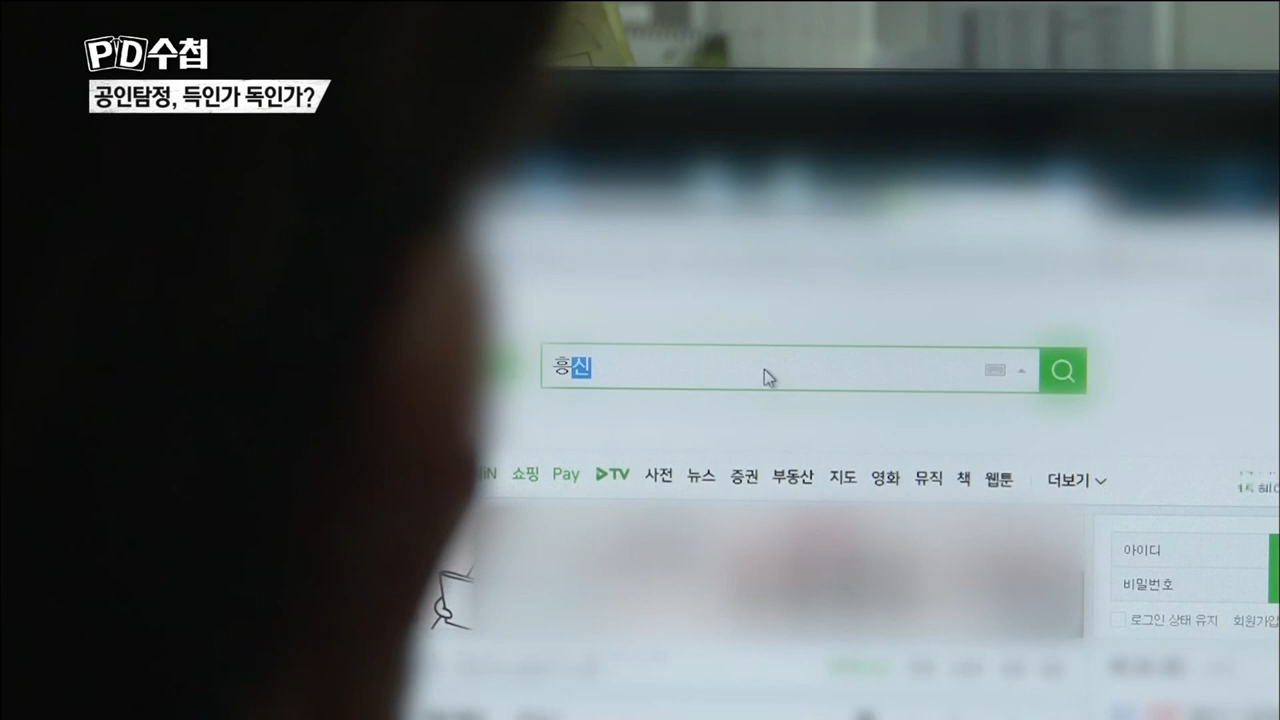 PD수첩
공인탐정, 득인가 독인가?
흥신
쇼핑 Pay TV 사전 뉴스 증권 부동산 지도 영화 뮤직 책 웹툰 더보기
아이디
비밀번호
로그인 상태 유지 회원가입